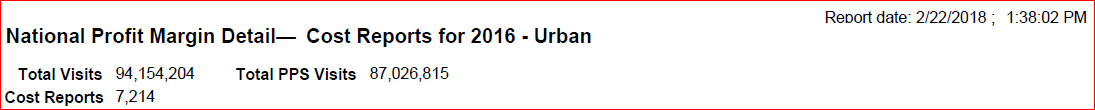 Report date: 2/22/2018 ; 1:38:02 PM
National Profit Margin Detail— Cost Reports for 2016 - Urban
Total Visits 94,154,204 Total PPS Visits 87,026,815
Cost Reports 7,214